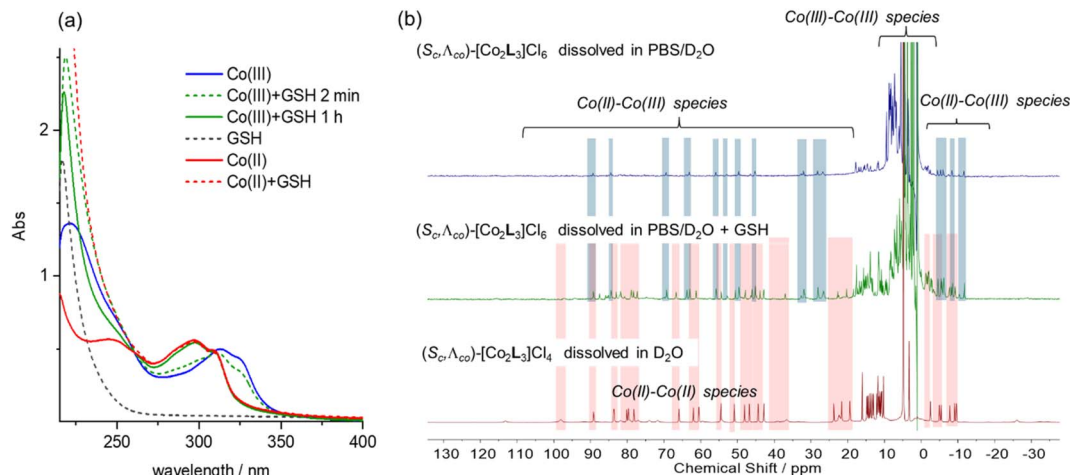 (a)
Abs
2
1
250
300
350
400
wavelength / nm
Co(III)
Co(III)+GSH 2 min
Co(III)+GSH 1 h
GSH
Co(II)
Co(II)+GSH
(b)
Co(III)-Co(III) species
(Sc,Λco)-[Co2L3]Cl6 dissolved in PBS/D2O
Co(II)-Co(III) species
Co(II)-Co(III) species
(Sc,Λco)-[Co2L3]Cl6 dissolved in PBS/D2O + GSH
(Sc,Λco)-[Co2L3]Cl4 dissolved in D2O
Co(II)-Co(II) species
130 120 110 100 90 80 70 60 50 40 30 20 10 0 -10 -20 -30
Chemical Shift / ppm